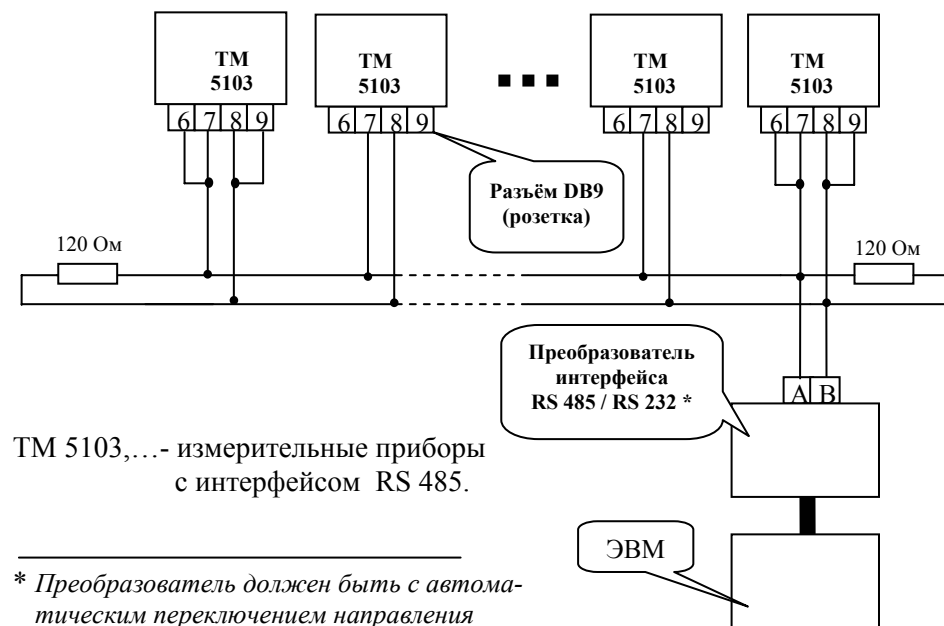 ТМ ТМ ТМ ТМ
5103 5103 5103 5103
6 7 8 9 6 7 8 9 6 7 8 9 6 7 8 9
Разъём DB9
(розетка)
120 Ом 120 Ом
Преобразователь
интерфейса
RS 485 / RS 232 *
А В
ТМ 5103,…- измерительные приборы
с интерфейсом RS 485.
ЭВМ
* Преобразователь должен быть с автома-
тическим переключением направления